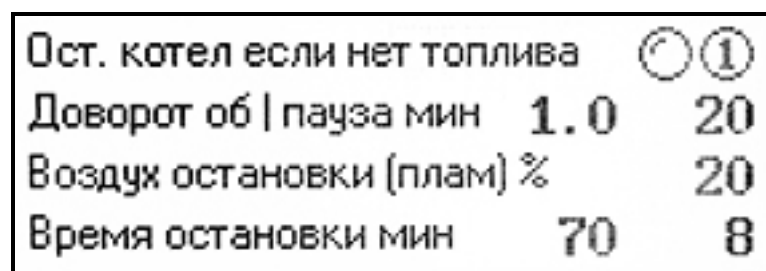 Ост. котел если нет топлива 1
Доворот об | пауза мин 1.0 20
Воздух остановки (плам) % 20
Время остановки мин 70 8